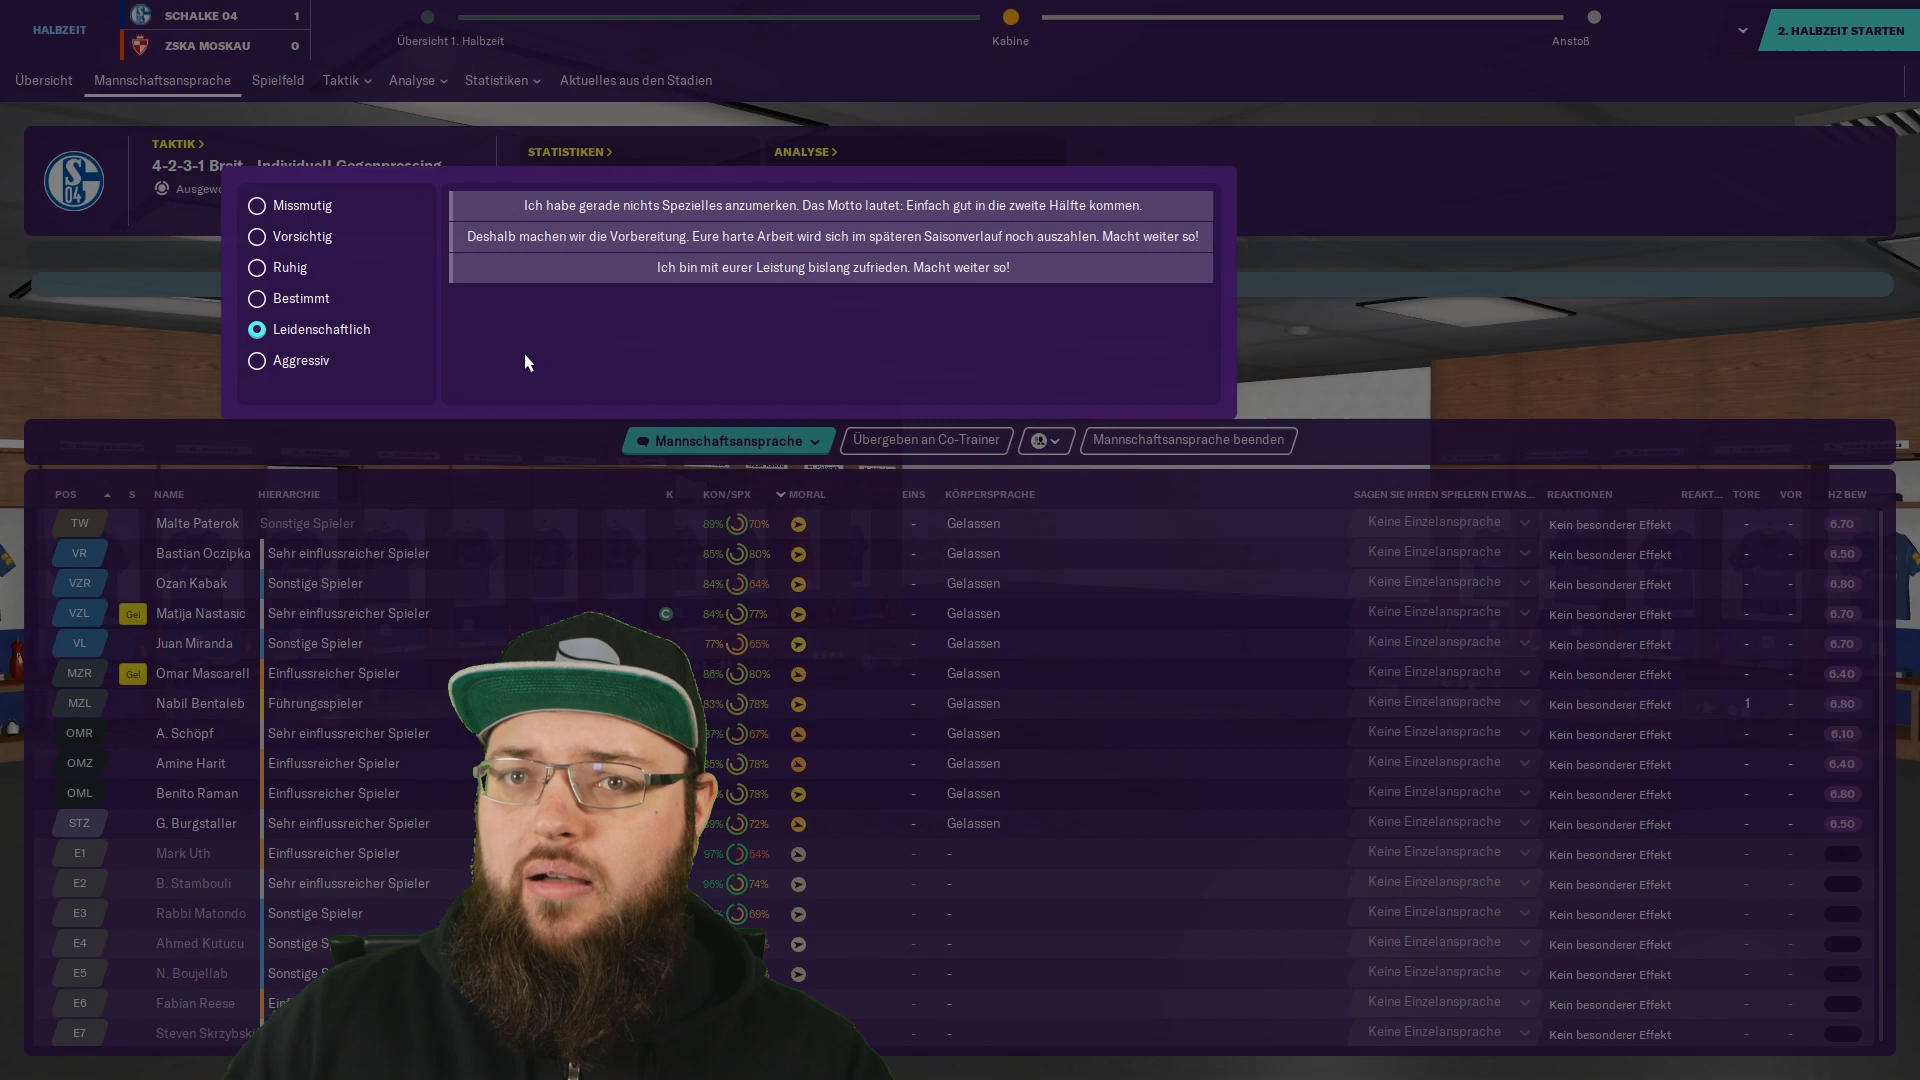 HALBZEIT
SCHALKE 04 1
ZSKA MOSKAU 0
Übersicht 1. Halbzeit
Kabine
Anstoß
2. HALBZEIT STARTEN
Übersicht Mannschaftsansprache Spielfeld Taktik Analyse Statistiken Aktuelles aus den Stadien
TAKTIK
4-2-3-1 Breit - Individuell Gegenpressing
STATISTIKEN
ANALYSE
Missmutig
Vorsichtig
Ruhig
Bestimmt
Leidenschaftlich
Aggressiv
Ich habe gerade nichts Spezielles anzumerken. Das Motto lautet: Einfach gut in die zweite Hälfte kommen.
Deshalb machen wir die Vorbereitung. Eure harte Arbeit wird sich im späteren Saisonverlauf noch auszahlen. Macht weiter so!
Ich bin mit eurer Leistung bislang zufrieden. Macht weiter so!
Mannschaftsansprache Übergeben an Co-Trainer Mannschaftsansprache beenden
POS S NAME HIERARCHIE K KON/SPX MORAL EINS KÖRPERSPRACHE SAGEN SIE IHREN SPIELERN ETWAS... REAKTIONEN REAKT... TORE VOR HZ BEW
TW Malte Paterok Sonstige Spieler 89% 70% - Gelassen Keine Einzelansprache Kein besonderer Effekt - - 6.70
VR Bastian Oczipka Sehr einflussreicher Spieler 85% 80% - Gelassen Keine Einzelansprache Kein besonderer Effekt - - 6.50
VZR Ozan Kabak Sonstige Spieler 84% 64% - Gelassen Keine Einzelansprache Kein besonderer Effekt - - 6.80
VZL Gel Matija Nastasic Sehr einflussreicher Spieler C 84% 77% - Gelassen Keine Einzelansprache Kein besonderer Effekt - - 6.70
VL Juan Miranda Sonstige Spieler 77% 65% - Gelassen Keine Einzelansprache Kein besonderer Effekt - - 6.70
MZR Gel Omar Mascarell Einflussreicher Spieler 86% 80% - Gelassen Keine Einzelansprache Kein besonderer Effekt - - 6.40
MZL Nabil Bentaleb Führungsspieler 83% 78% - Gelassen Keine Einzelansprache Kein besonderer Effekt 1 - 6.80
OMR A. Schöpf Sehr einflussreicher Spieler 67% - Gelassen Keine Einzelansprache Kein besonderer Effekt - - 6.10
OMZ Amine Harit Einflussreicher Spieler 78% - Gelassen Keine Einzelansprache Kein besonderer Effekt - - 6.40
OML Benito Raman Einflussreicher Spieler 78% - Gelassen Keine Einzelansprache Kein besonderer Effekt - - 6.80
STZ G. Burgstaller Sehr einflussreicher Spieler 72% - Gelassen Keine Einzelansprache Kein besonderer Effekt - - 6.50
E1 Mark Uth Einflussreicher Spieler 97% 54% - - Keine Einzelansprache Kein besonderer Effekt - -
E2 B. Stambouli Sehr einflussreicher Spieler 96% 74% - - Keine Einzelansprache Kein besonderer Effekt - -
E3 Rabbi Matondo Sonstige Spieler 69% - - Keine Einzelansprache Kein besonderer Effekt - -
E4 Ahmed Kutucu Sonstige - - Keine Einzelansprache Kein besonderer Effekt - -
E5 N. Boujellab Sonstige - - Keine Einzelansprache Kein besonderer Effekt - -
E6 Fabian Reese - - Keine Einzelansprache Kein besonderer Effekt - -
E7 Steven - - Keine Einzelansprache Kein besonderer Effekt - -